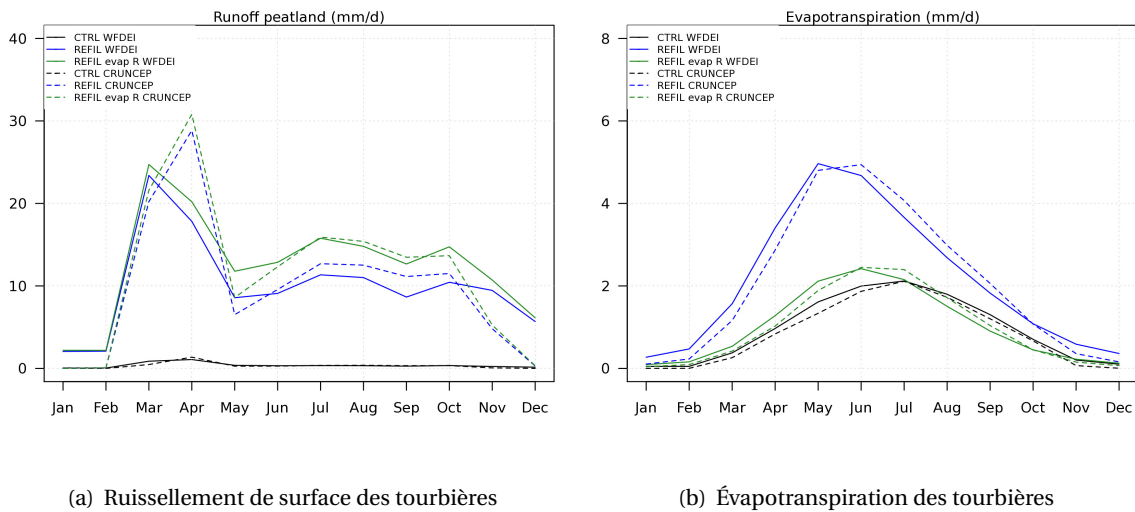 Runoff peatland (mm/d)
CTRL WFDEI
REFIL WFDEI
REFIL evap R WFDEI
CTRL CRUNCEP
REFIL CRUNCEP
REFIL evap R CRUNCEP
40
30
20
10
0
Jan Feb Mar Apr May Jun Jul Aug Sep Oct Nov Dec
(a) Ruissellement de surface des tourbières
Evapotranspiration (mm/d)
CTRL WFDEI
REFIL WFDEI
REFIL evap R WFDEI
CTRL CRUNCEP
REFIL CRUNCEP
REFIL evap R CRUNCEP
8
6
4
2
0
Jan Feb Mar Apr May Jun Jul Aug Sep Oct Nov Dec
(b) Évapotranspiration des tourbières